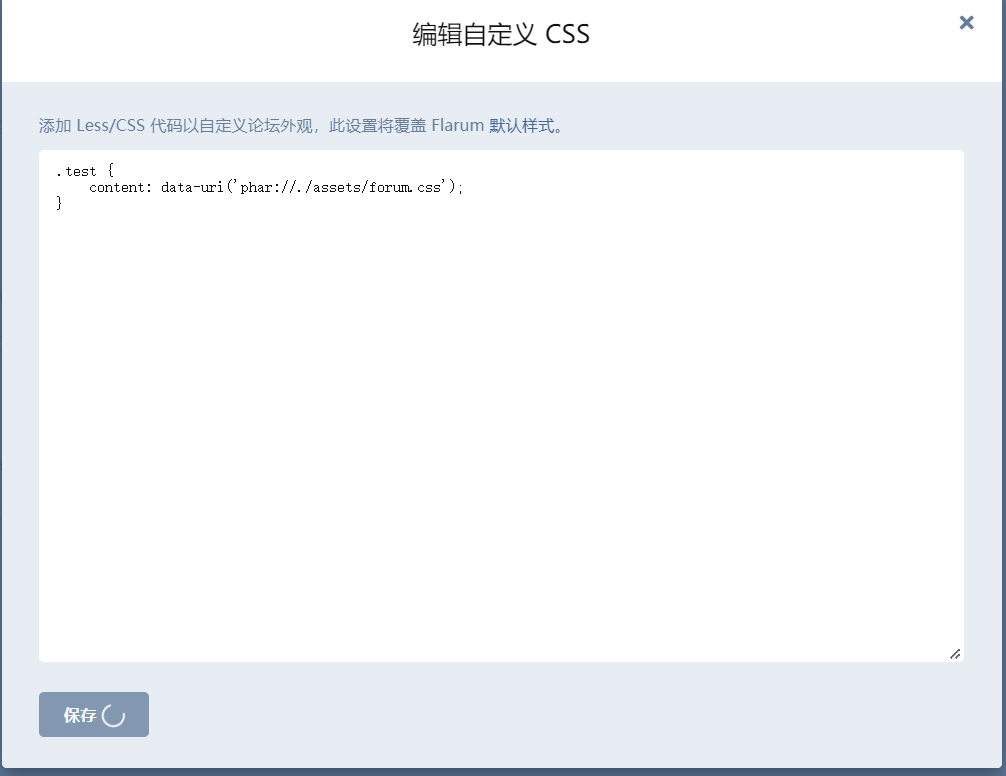 编辑自定义 CSS
添加 Less/CSS 代码以自定义论坛外观，此设置将覆盖 Flarum 默认样式。
.test {
    content: data-uri('phar://./assets/forum.css');
}
保存